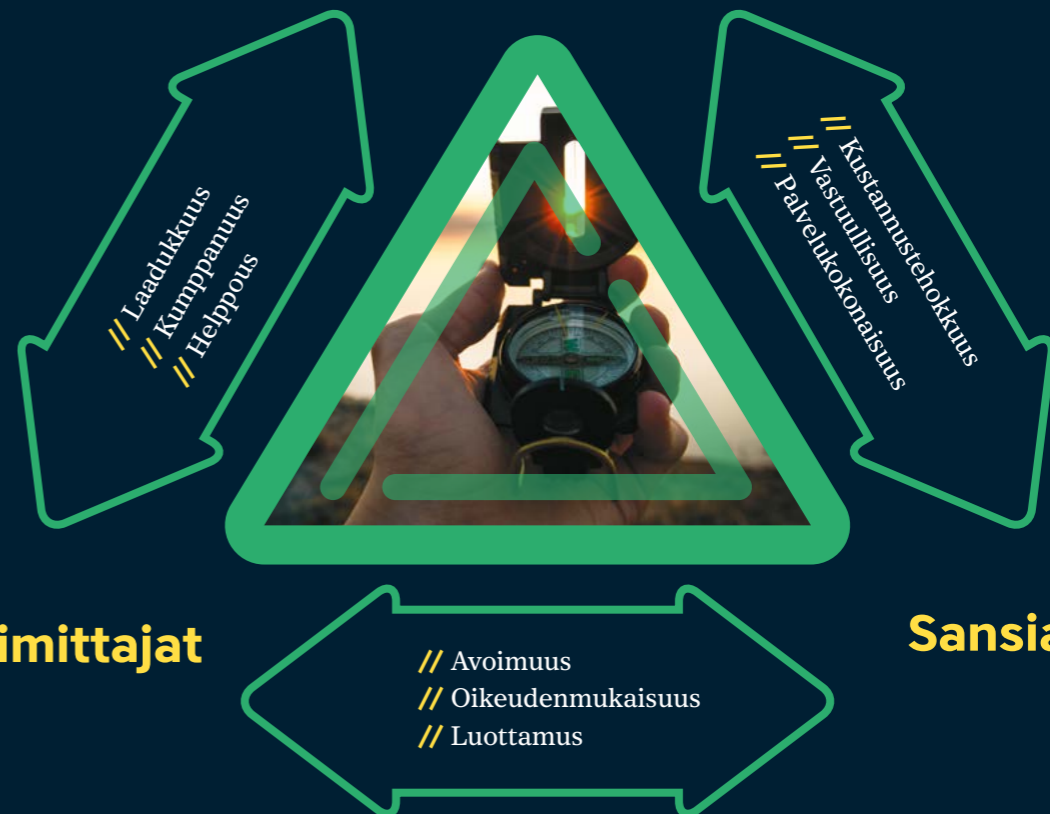 // Laadukkuus
// Kumppanuus
// Helppous
// Kustannustehokkuus
// Vastuullisuus
// Palvelukokonaisuus
imittajat
Sansia
// Avoimuus
// Oikeudenmukaisuus
// Luottamus